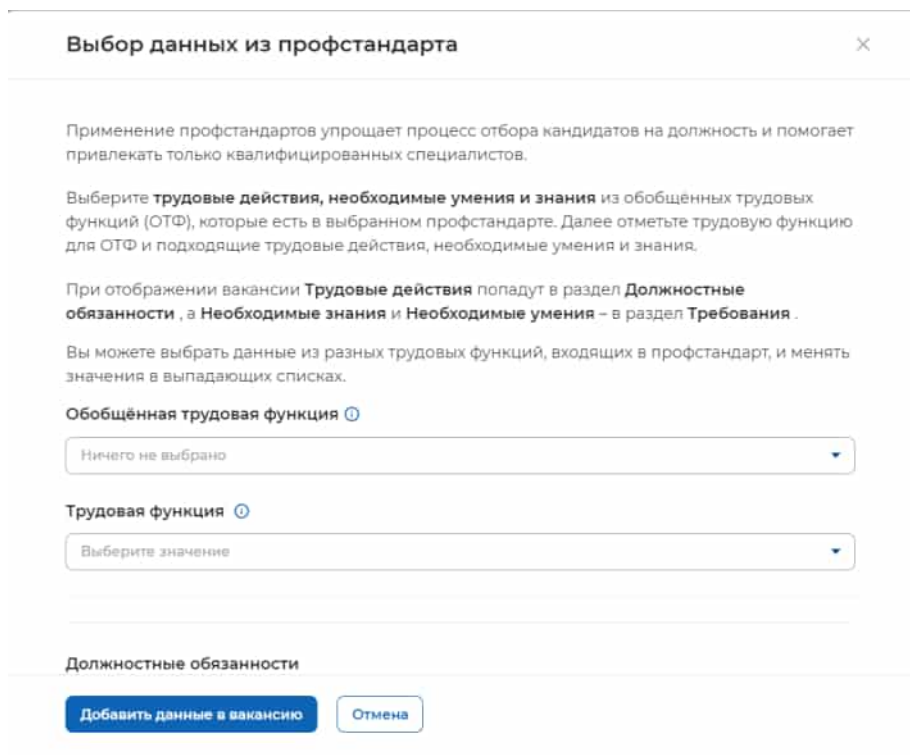 Выбор данных из профстандарта
Применение профстандартов упрощает процесс отбора кандидатов на должность и помогает
привлекать только квалифицированных специалистов.
Выберите трудовые действия, необходимые умения и знания из обобщённых трудовых
функций (ОТФ), которые есть в выбранном профстандарте. Далее отметьте трудовую функцию
для ОТФ и подходящие трудовые действия, необходимые умения и знания.
При отображении вакансии Трудовые действия попадут в раздел Должностные
обязанности , а Необходимые знания и Необходимые умения – в раздел Требования .
Вы можете выбрать данные из разных трудовых функций, входящих в профстандарт, и менять
значения в выпадающих списках.
Обобщённая трудовая функция
Ничего не выбрано
Трудовая функция
Выберите значение
Должностные обязанности
Добавить данные в вакансию Отмена